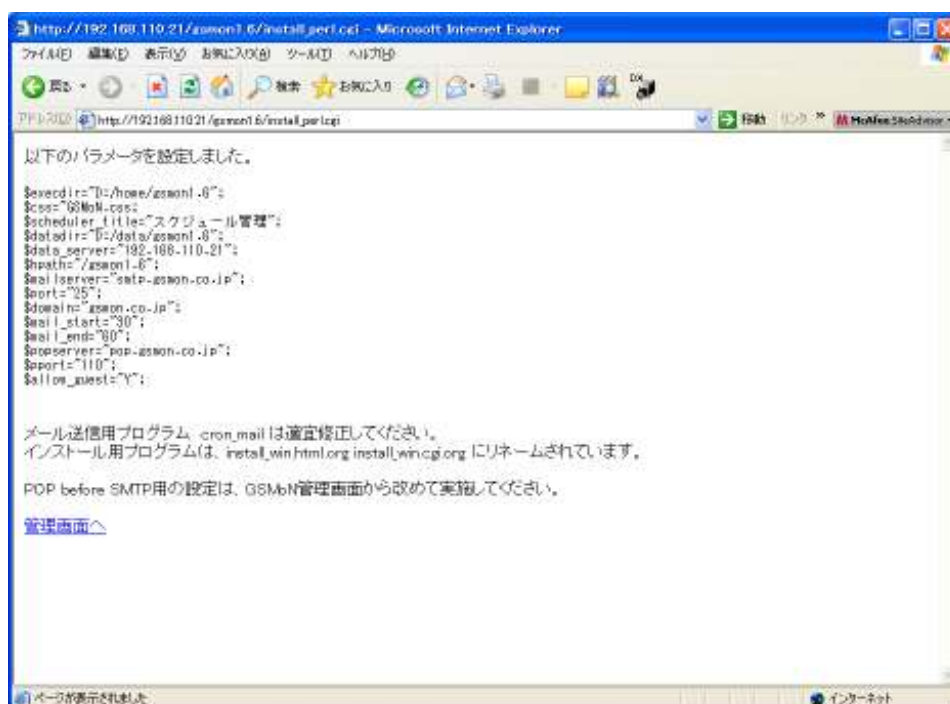 http://192.168.110.21/gsmon1.6/install_perl.cgi - Microsoft Internet Explorer
ファイル(F) 編集(E) 表示(V) お気に入り(A) ツール(T) ヘルプ(H)
戻る 検索 お気に入り
アドレス(D) http://192.168.110.21/gsmon1.6/install_perl.cgi 移動 リンク » McAfee SiteAdvisor
以下のパラメータを設定しました。
$execdir="D:/home/gsmon1.6";
$css="GSMoN.css;
$scheduler_title="スケジュール管理";
$datadir="D:/data/gsmon1.6";
$data_server="192.168.110.21";
$hpath="/gsmon1.6";
$mailserver="smtp.gsmon.co.jp";
$port="25";
$domain="gsmon.co.jp";
$mail_start="30";
$mail_end="60";
$popserver="pop.gsmon.co.jp";
$pport="110";
$allow_guest="Y";
メール送信用プログラム cron_mail は適宜修正してください。
インストール用プログラムは、install_win.html.org install_win.cgi.org にリネームされています。
POP before SMTP用の設定は、GSMoN管理画面から改めて実施してください。
管理画面へ
ページが表示されました インターネット